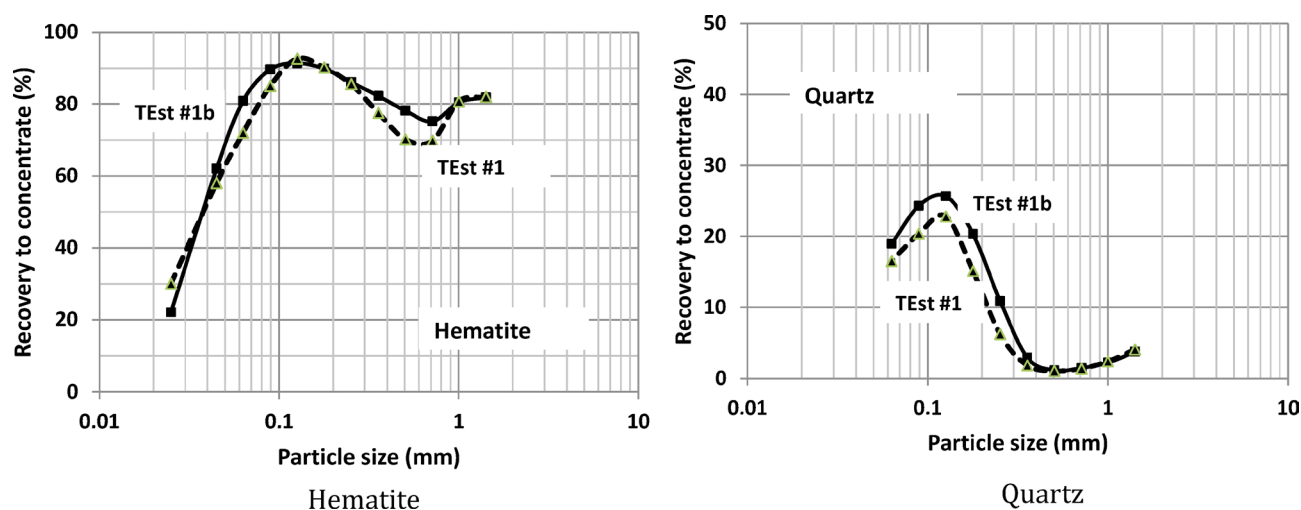 Recovery to concentrate (%)
100
80
60
40
20
0
TEst #1b
TEst #1
Hematite
0.01
0.1
1
10
Particle size (mm)
Hematite
Recovery to concentrate (%)
50
40
30
20
10
0
Quartz
TEst #1b
TEst #1
0.01
0.1
1
10
Particle size (mm)
Quartz